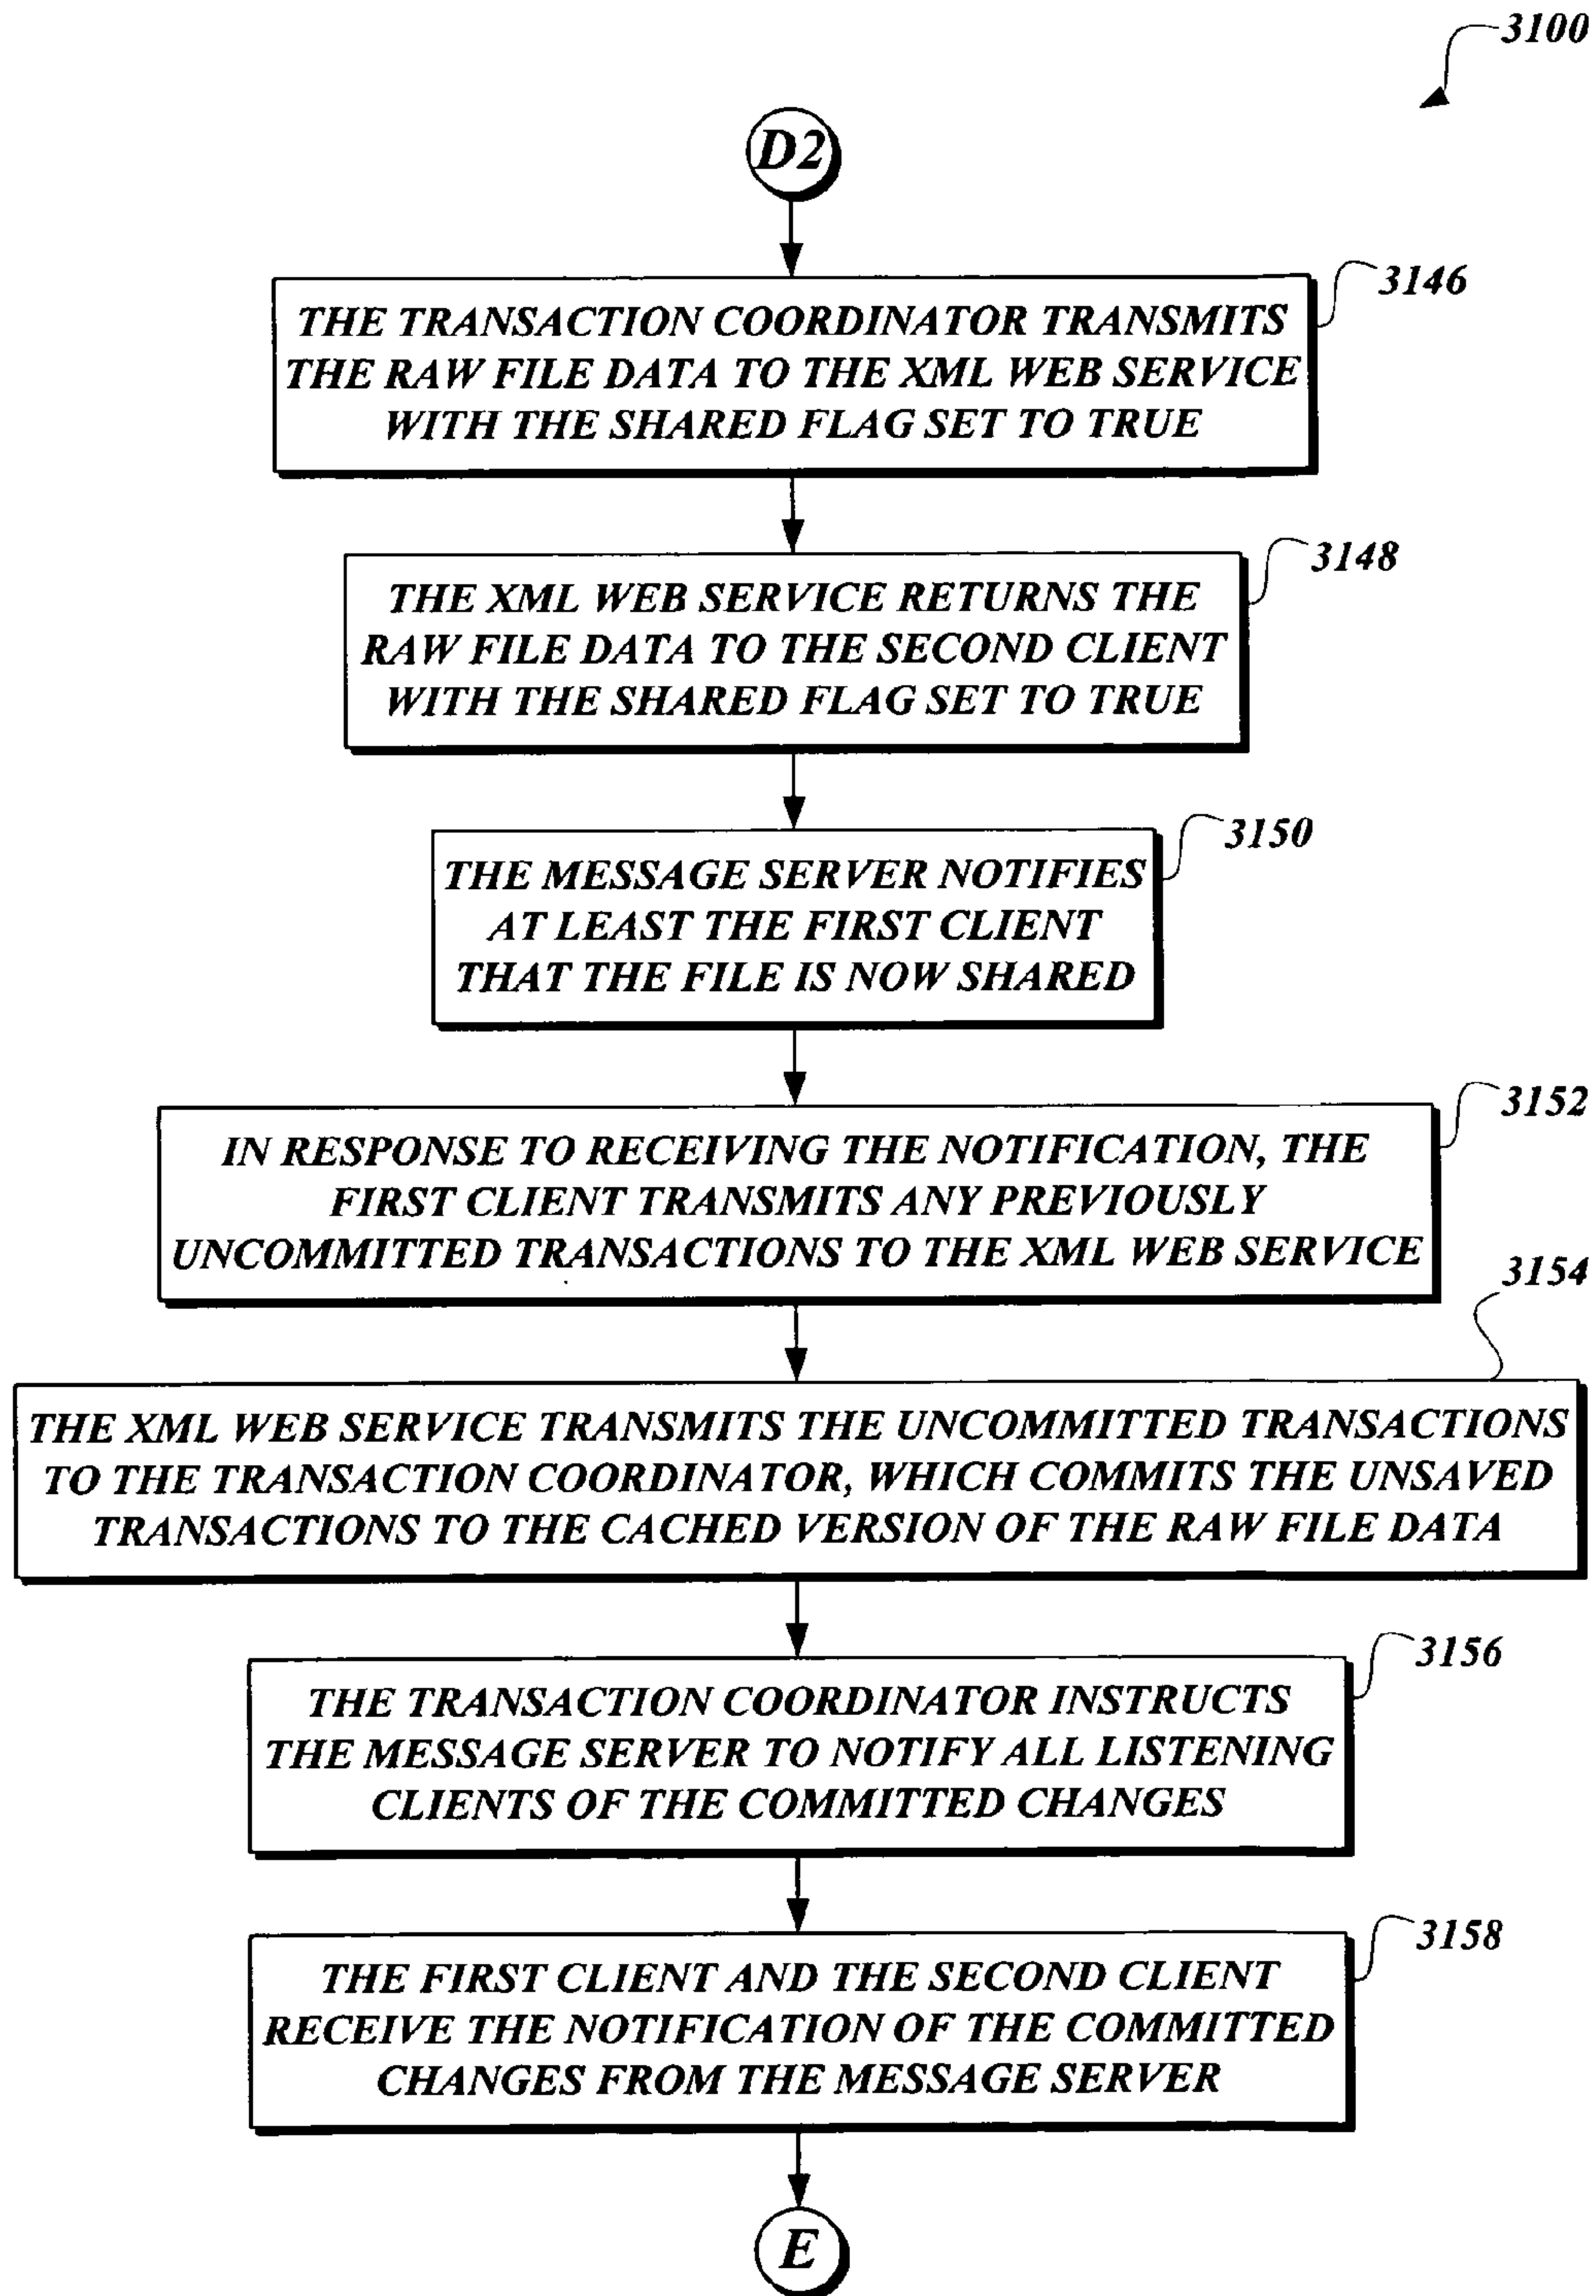 3100
D2
3146
THE TRANSACTION COORDINATOR TRANSMITS
THE RAW FILE DATA TO THE XML WEB SERVICE
WITH THE SHARED FLAG SET TO TRUE
3148
THE XML WEB SERVICE RETURNS THE
RAW FILE DATA TO THE SECOND CLIENT
WITH THE SHARED FLAG SET TO TRUE
3150
THE MESSAGE SERVER NOTIFIES
AT LEAST THE FIRST CLIENT
THAT THE FILE IS NOW SHARED
3152
IN RESPONSE TO RECEIVING THE NOTIFICATION, THE
FIRST CLIENT TRANSMITS ANY PREVIOUSLY
UNCOMMITTED TRANSACTIONS TO THE XML WEB SERVICE
3154
THE XML WEB SERVICE TRANSMITS THE UNCOMMITTED TRANSACTIONS
TO THE TRANSACTION COORDINATOR, WHICH COMMITS THE UNSAVED
TRANSACTIONS TO THE CACHED VERSION OF THE RAW FILE DATA
3156
THE TRANSACTION COORDINATOR INSTRUCTS
THE MESSAGE SERVER TO NOTIFY ALL LISTENING
CLIENTS OF THE COMMITTED CHANGES
3158
THE FIRST CLIENT AND THE SECOND CLIENT
RECEIVE THE NOTIFICATION OF THE COMMITTED
CHANGES FROM THE MESSAGE SERVER
E